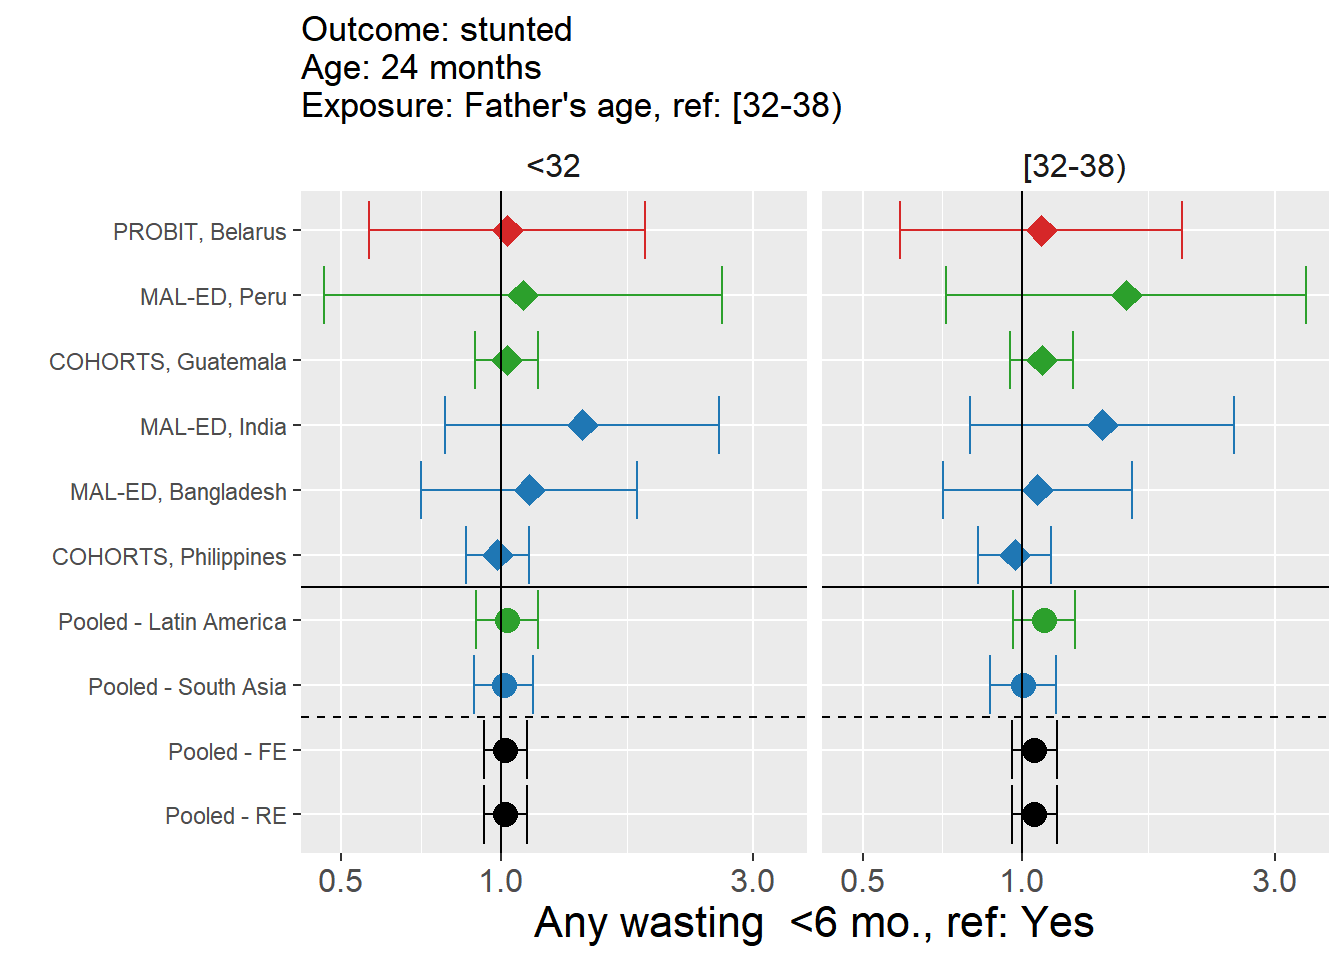 Outcome: stunted
Age: 24 months
Exposure: Father's age, ref: [32-38)
<32
[32-38)
PROBIT, Belarus
MAL-ED, Peru
COHORTS, Guatemala
MAL-ED, India
MAL-ED, Bangladesh
COHORTS, Philippines
Pooled - Latin America
Pooled - South Asia
Pooled - FE
Pooled - RE
0.5 1.0 3.0 0.5 1.0 3.0
Any wasting  <6 mo., ref: Yes